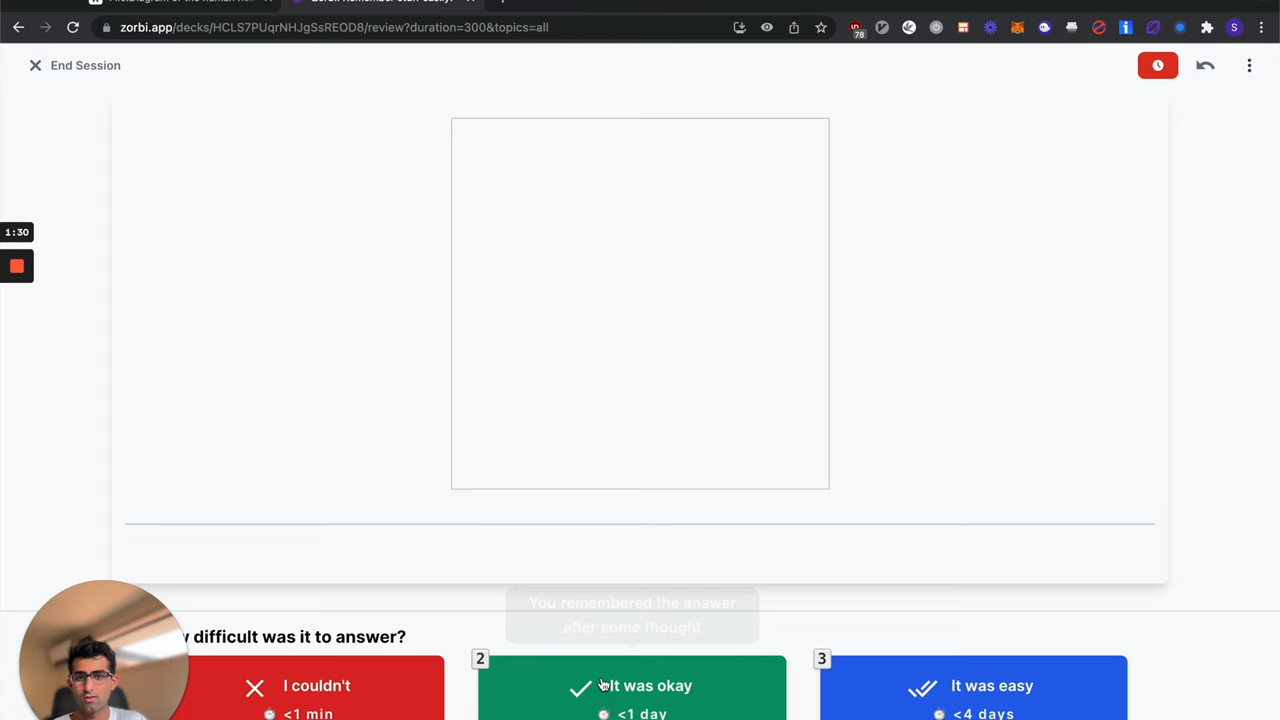 zorbi.app/decks/HCLS7PUqrNHJgSsREOD8/review?duration=300&topics=all
78
S
End Session
1:30
You remembered the answer
after some thought
difficult was it to answer?
2
3
I couldn't
It was okay
It was easy
<1 min
<1 day
<4 days